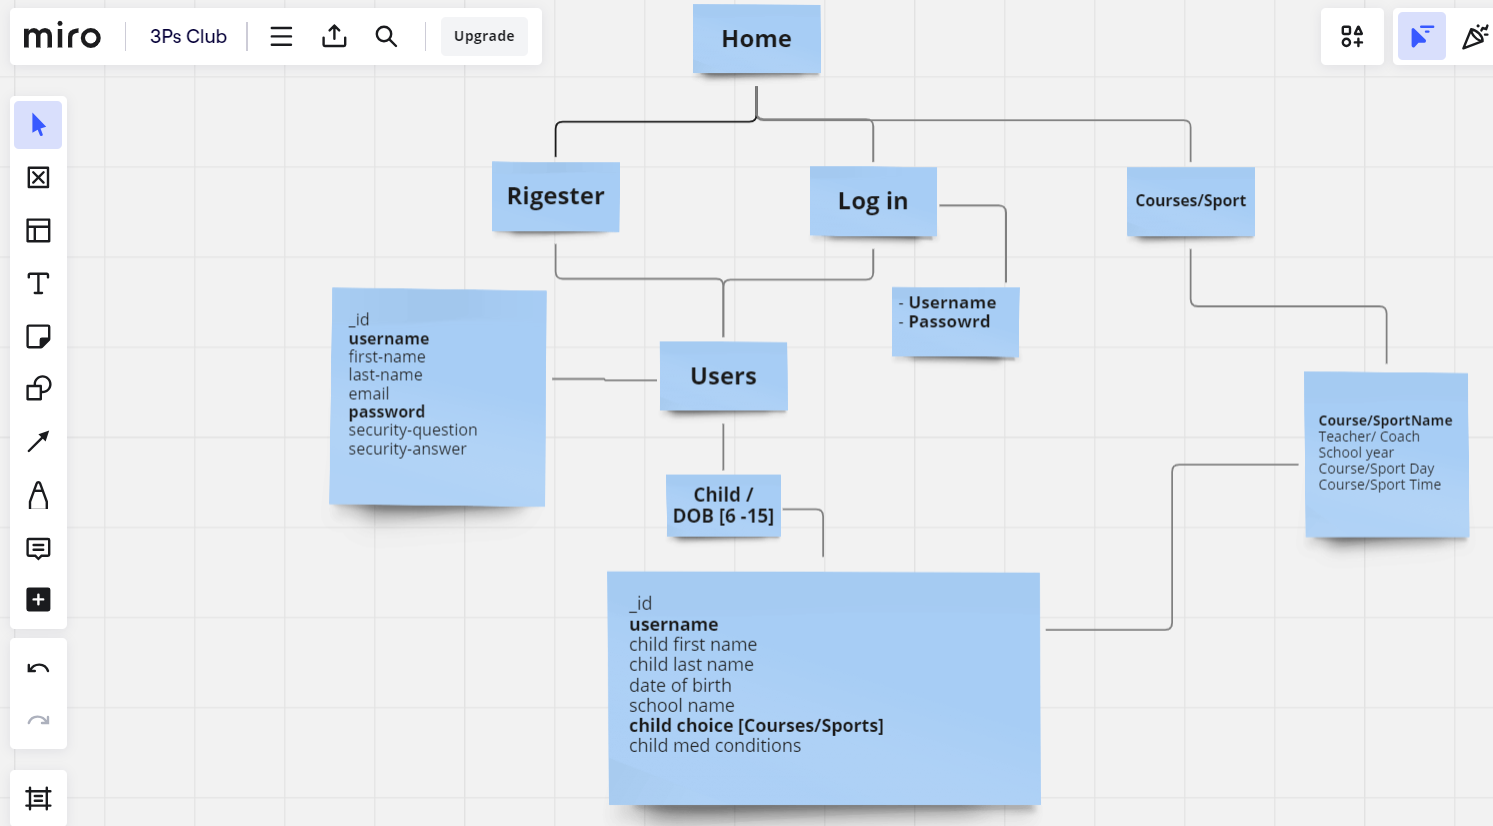 miro
3Ps Club
Upgrade
Home
Rigester
Log in
Courses/Sport
- Username
- Passowrd
_id
username
first-name
last-name
email
password
security-question
security-answer
Users
Child /
DOB [6 -15]
Course/SportName
Teacher/ Coach
School year
Course/Sport Day
Course/Sport Time
_id
username
child first name
child last name
date of birth
school name
child choice [Courses/Sports]
child med conditions